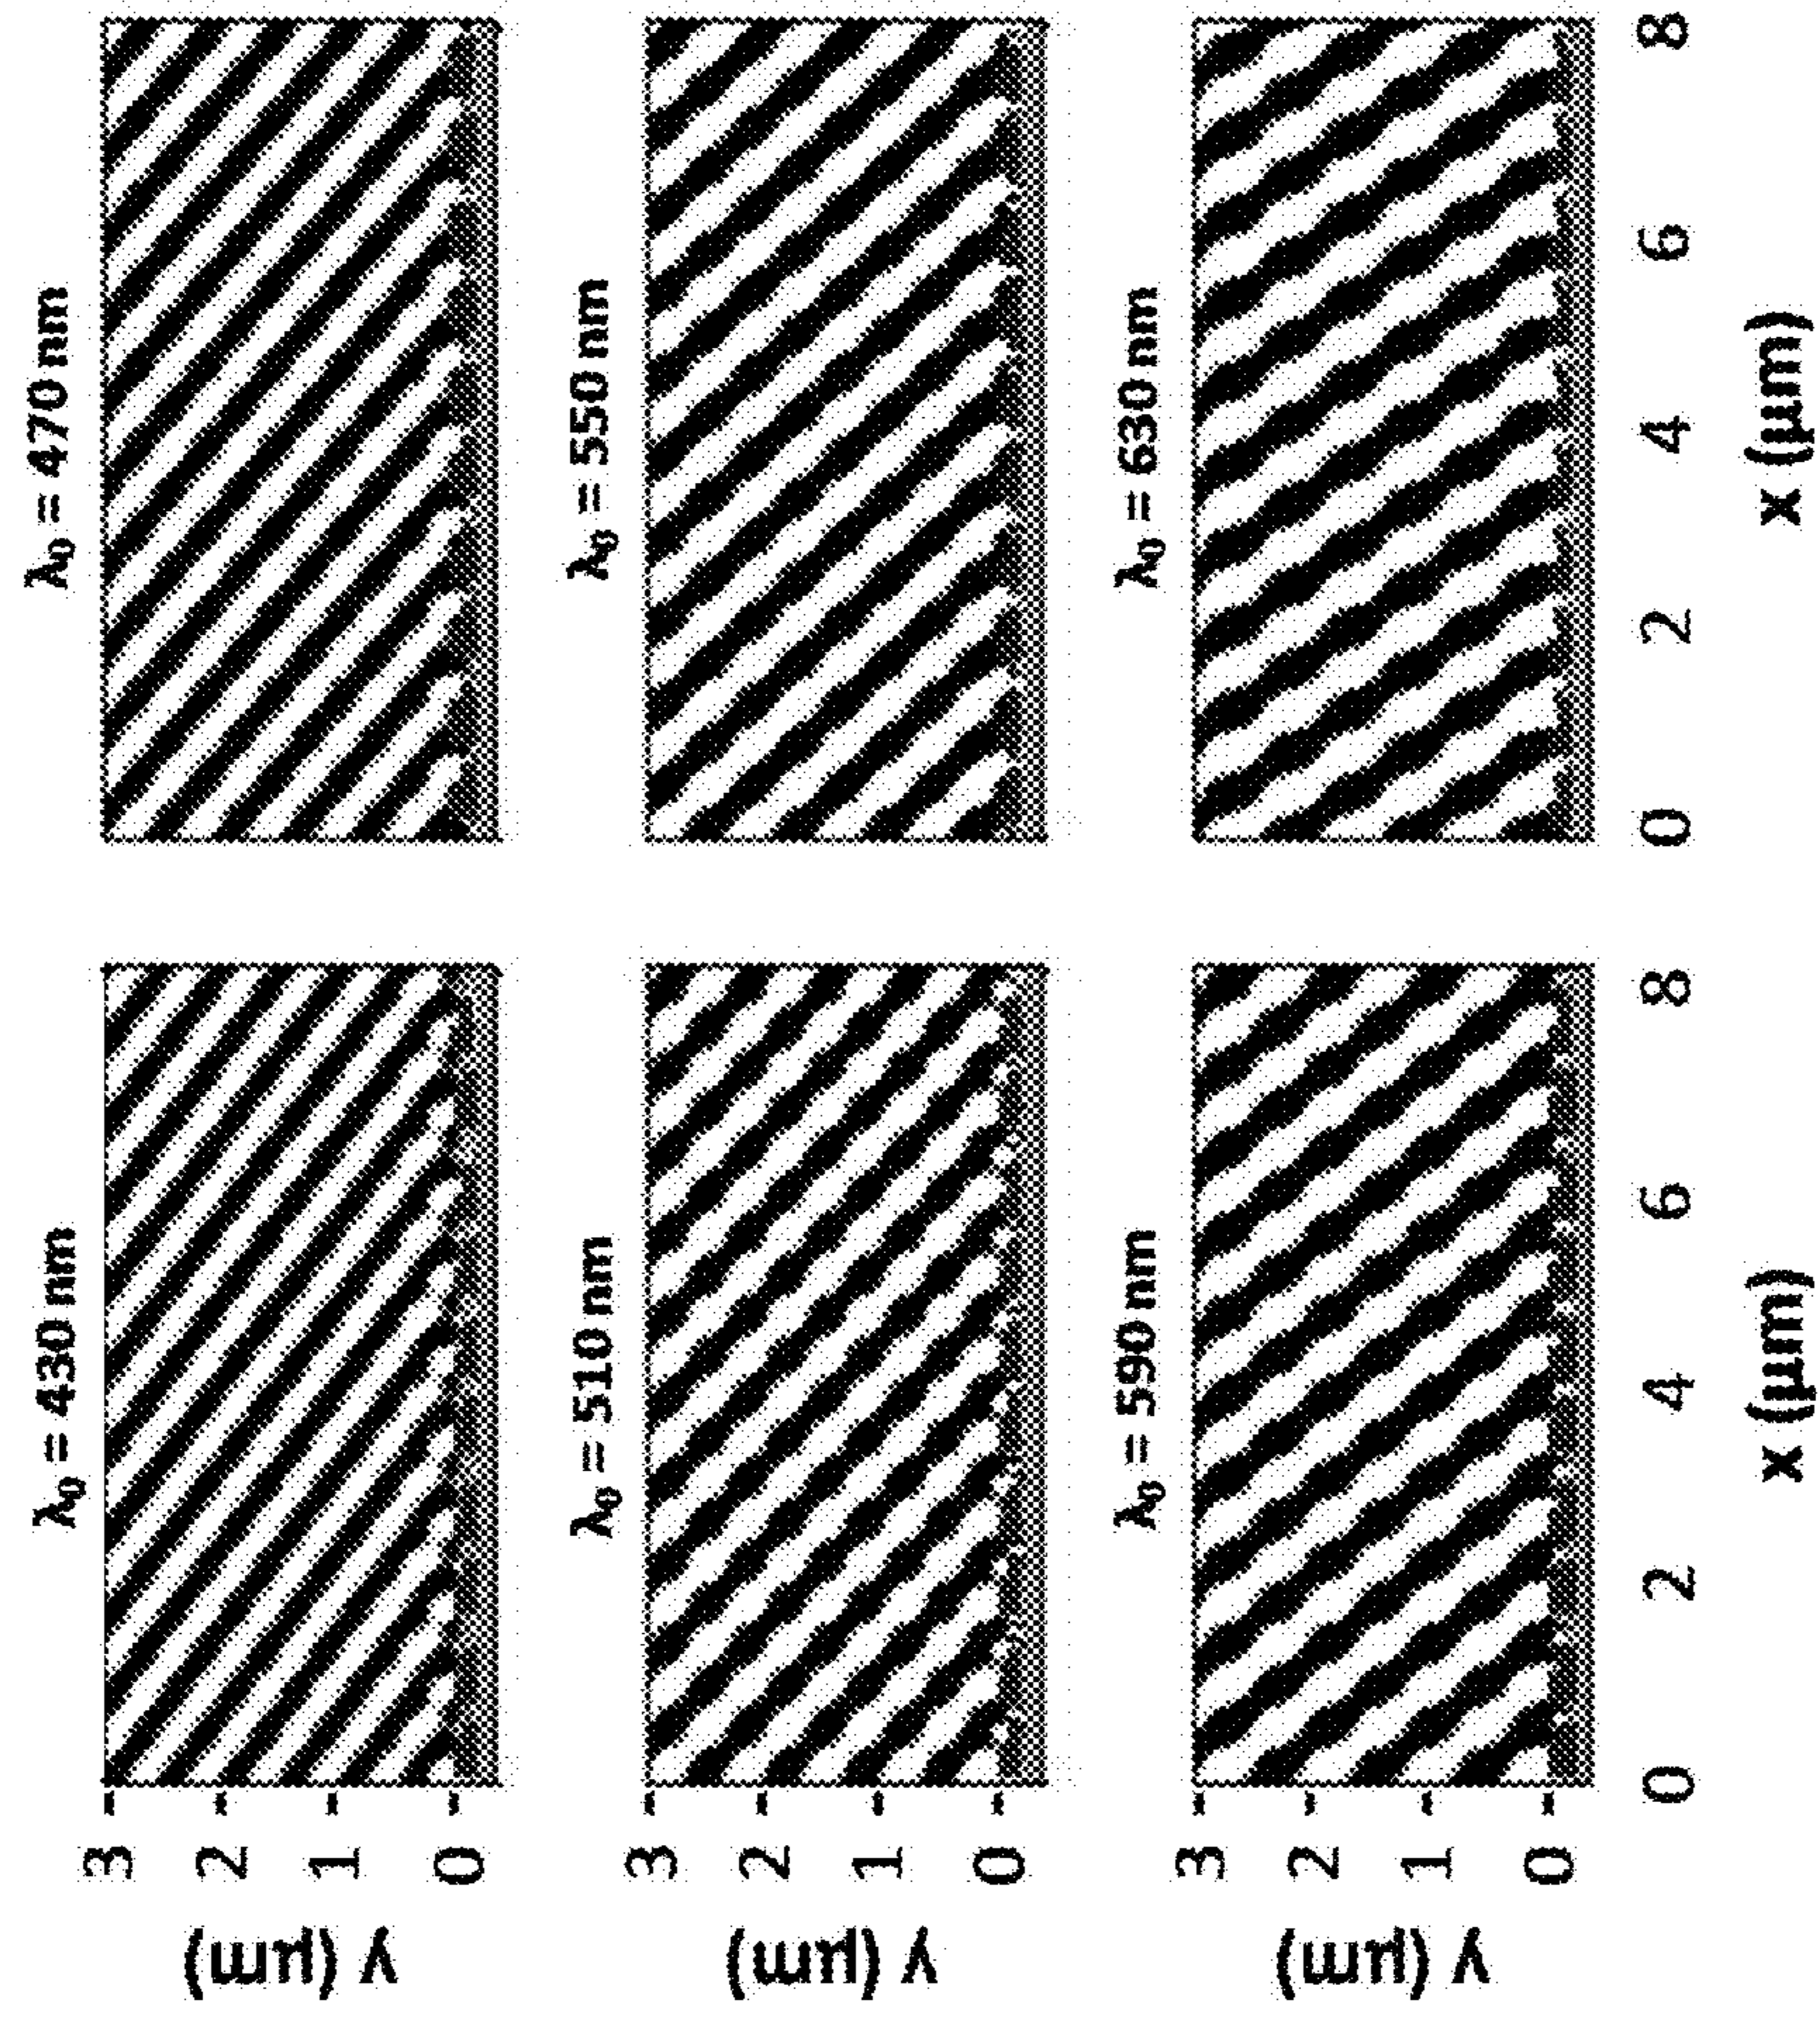 λ₀ = 430 nm
λ₀ = 470 nm
3
2
1
0
y (μm)
λ₀ = 510 nm
λ₀ = 550 nm
3
2
1
0
y (μm)
λ₀ = 590 nm
λ₀ = 630 nm
3
2
1
0
y (μm)
0 2 4 6 8
0 2 4 6 8
x (μm)
x (μm)